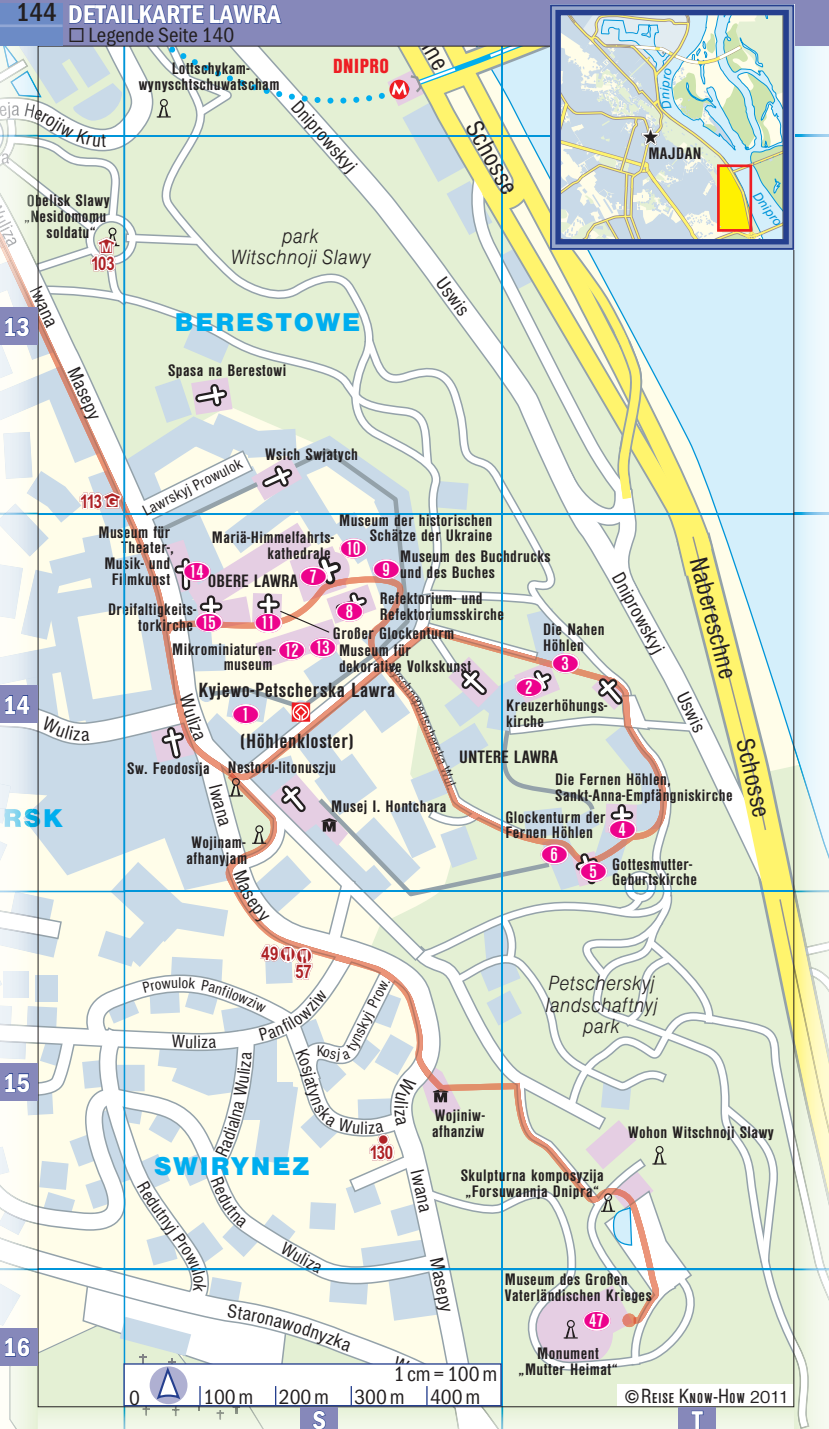 144 DETAILKARTE LAWRA
Legende Seite 140
Lottschykam-
wynyschtschuwatscham
DNIPRO
M
Schosse
Dniprowskyj
Uswis
eja Herojiw Krut
Dnipro
MAJDAN
Dnipro
Obelisk Slawy
„Nesidomomu
soldatu“
103
park
Witschnoji Slawy
Iwana
Masepy
13
BERESTOWE
Spasa na Berestowi
Wsich Swjatych
Lawrskyj Prowulok
113
Museum für
Theater-,
Musik- und
Filmkunst
14
Mariä-Himmelfahrts-
kathedrale
7
Museum der historischen
Schätze der Ukraine
10
9
Museum des Buchdrucks
und des Buches
OBERE LAWRA
8
Refektorium- und
Refektoriumsskirche
Dreifaltigkeits-
torkirche
15
11
Großer Glockenturm
Mikrominiaturen-
museum
12
13
Museum für
dekorative Volkskunst
Nabereschne
Schosse
Dniprowskyj
Uswis
Die Nahen
Höhlen
3
2
Kreuzerhöhungs-
kirche
14
Kyjewo-Petscherska Lawra
1
(Höhlenkloster)
Wuliza
Wuliza
Iwana
Masepy
Sw. Feodosija
Nestoru-litonuszju
UNTERE LAWRA
Die Fernen Höhlen,
Sankt-Anna-Empfängniskirche
4
Musej I. Hontchara
Glockenturm der
Fernen Höhlen
6
5
Gottesmutter-
Geburtskirche
RSK
Wojinam-
afhanyjam
49
57
Prowulok Panfilowziw
Wuliza
Panfilowziw
Kosjatynskyj Prow.
Kosjatynska Wuliza
Radialna Wuliza
Petscherskyj
landschaftnyj
park
15
Wuliza
Iwana
Masepy
Wojiniw-
afhanziw
130
Wohon Witschnoji Slawy
SWIRYNEZ
Skulpturna komposyzija
„Forsuwannja Dnipra“
Redutnyj Prowulok
Redutna
Wuliza
Museum des Großen
Vaterländischen Krieges
47
Monument
„Mutter Heimat“
Staronawodnyzka
16
1 cm = 100 m
0 100 m 200 m 300 m 400 m
© REISE KNOW-HOW 2011
S
T